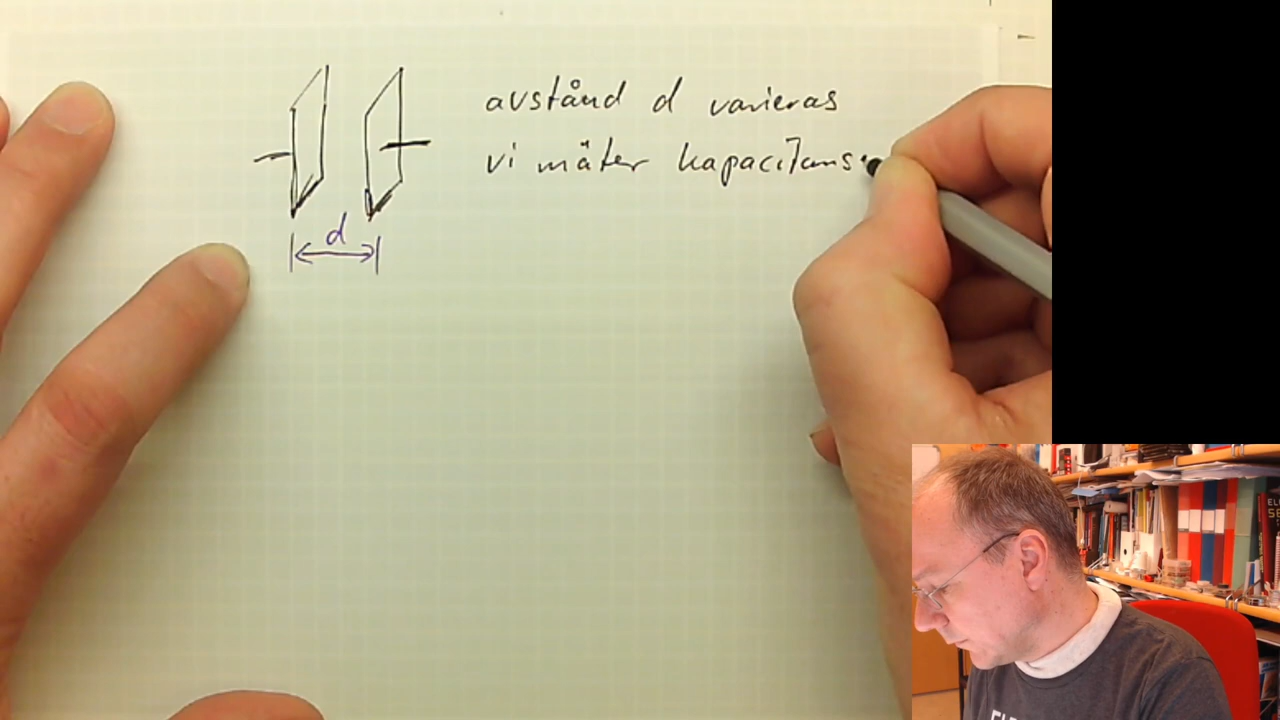 avstånd d varieras
vi mäter kapacitans
d